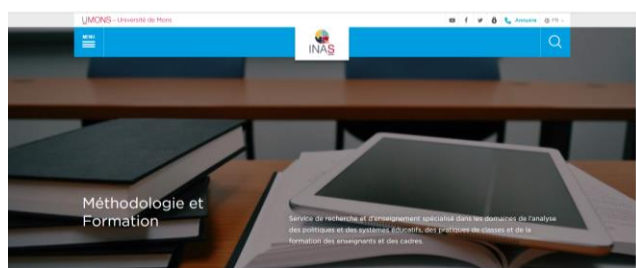 UMONS - Université de Mons
Annuaire FR
MENU
INAS
Méthodologie et
Formation
Service de recherche et d'enseignement spécialisé dans les domaines de l'analyse
des politiques et des systèmes éducatifs, des pratiques de classes et de la
formation des enseignants et des cadres.